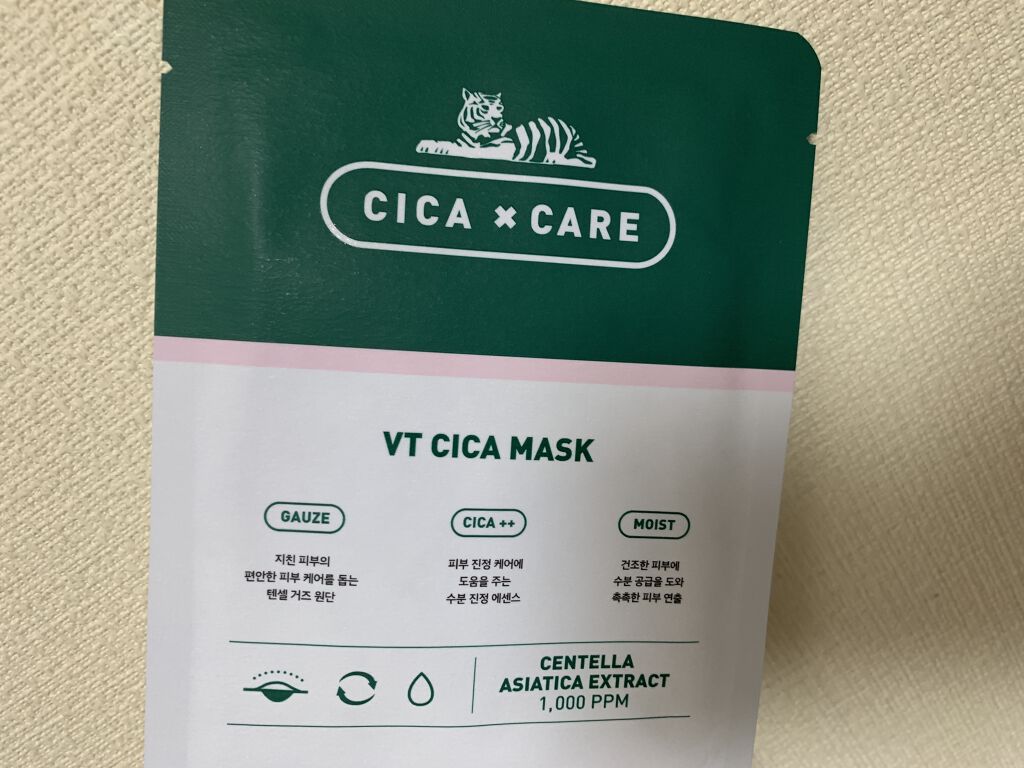 CICA × CARE
VT CICA MASK
GAUZE
지친 피부의
편안한 피부 케어를 돕는
텐셀 거즈 원단
CICA ++
피부 진정 케어에
도움을 주는
수분 진정 에센스
MOIST
건조한 피부에
수분 공급을 도와
촉촉한 피부 연출
CENTELLA
ASIATICA EXTRACT
1,000 PPM